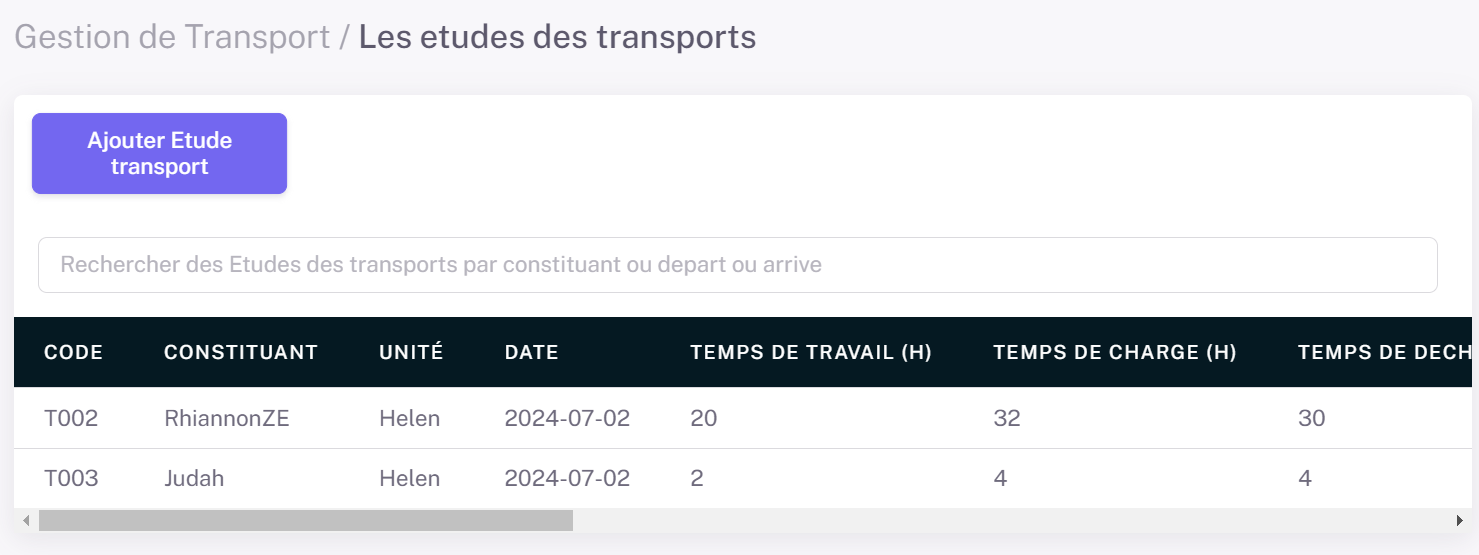 Gestion de Transport / Les etudes des transports
Ajouter Etude
transport
Rechercher des Etudes des transports par constituant ou depart ou arrive
CODE CONSTITUANT UNITÉ DATE TEMPS DE TRAVAIL (H) TEMPS DE CHARGE (H) TEMPS DE DECH
T002 RhiannonZE Helen 2024-07-02 20 32 30
T003 Judah Helen 2024-07-02 2 4 4